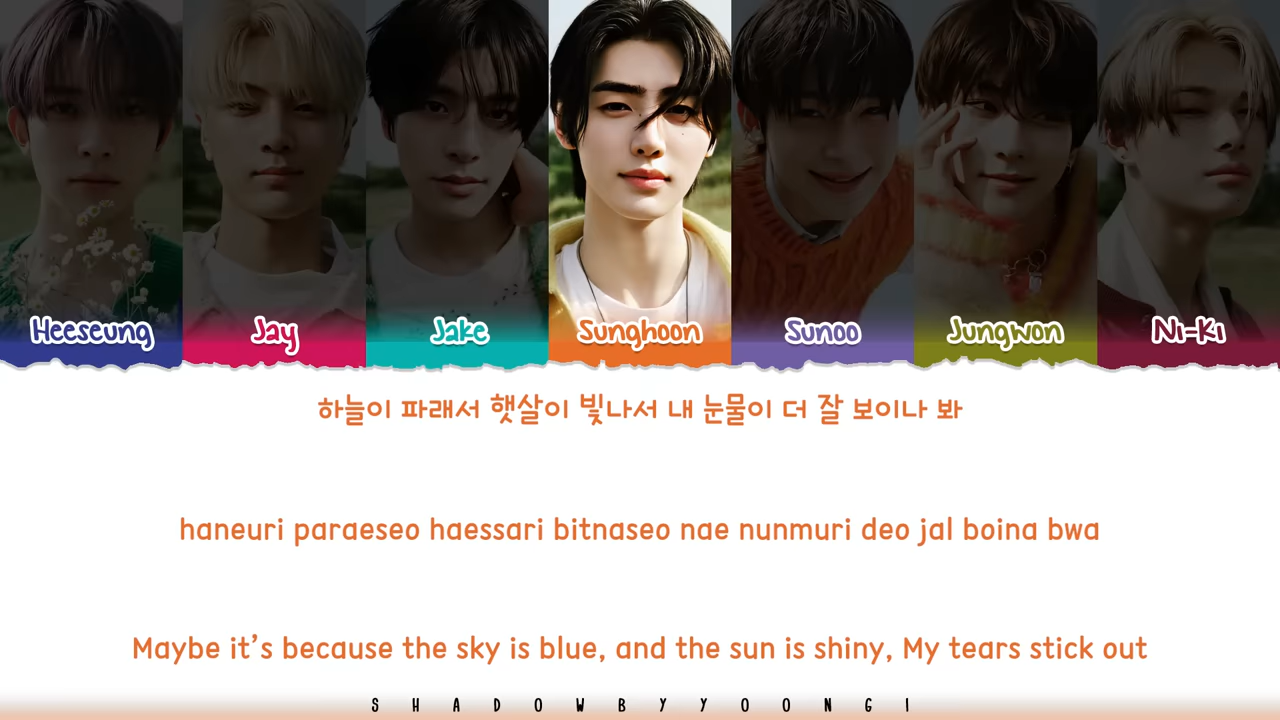 Heeseung Jay Jake Sunghoon Sunoo Jungwon Ni-Ki
하늘이 파래서 햇살이 빛나서 내 눈물이 더 잘 보이나 봐
haneuri paraeseo haessari bitnaseo nae nunmuri deo jal boina bwa
Maybe it's because the sky is blue, and the sun is shiny, My tears stick out
SHADOWBYYOONGI